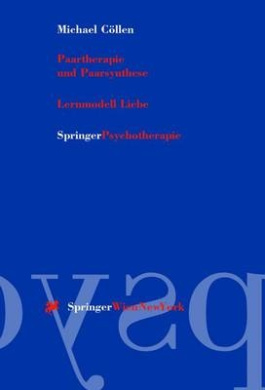 Michael Cöllen
Paartherapie
und Paarsynthese
Lernmodell Liebe
SpringerPsychotherapie
SpringerWienNewYork